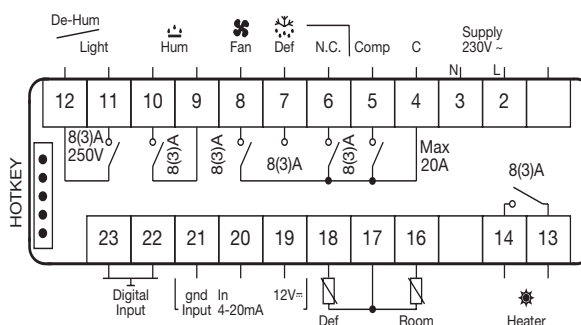 De-Hum
Light
Hum
Fan
Def
N.C.
Comp
C
Supply
230V ~
N
L
12 11 10 9 8 7 6 5 4 3 2
8(3)A
250V
8(3)A
8(3)A
8(3)A
8(3)A
Max
20A
8(3)A
HOTKEY
23 22 21 20 19 18 17 16 14 13
Digital
Input
gnd In 12V
Input 4-20mA
Def
Room
Heater